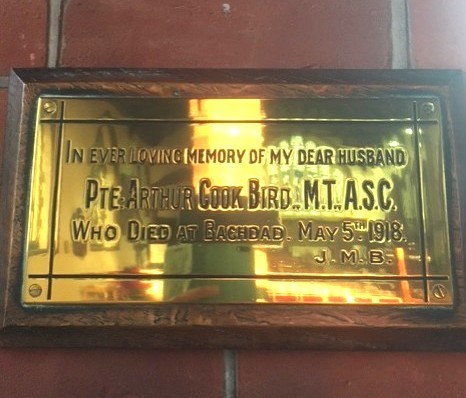 In ever loving memory of my dear husband
Pte. Arthur Cook Bird., M.T., A.S.C.
Who Died at Baghdad. May 5th 1918.
J.M.B.